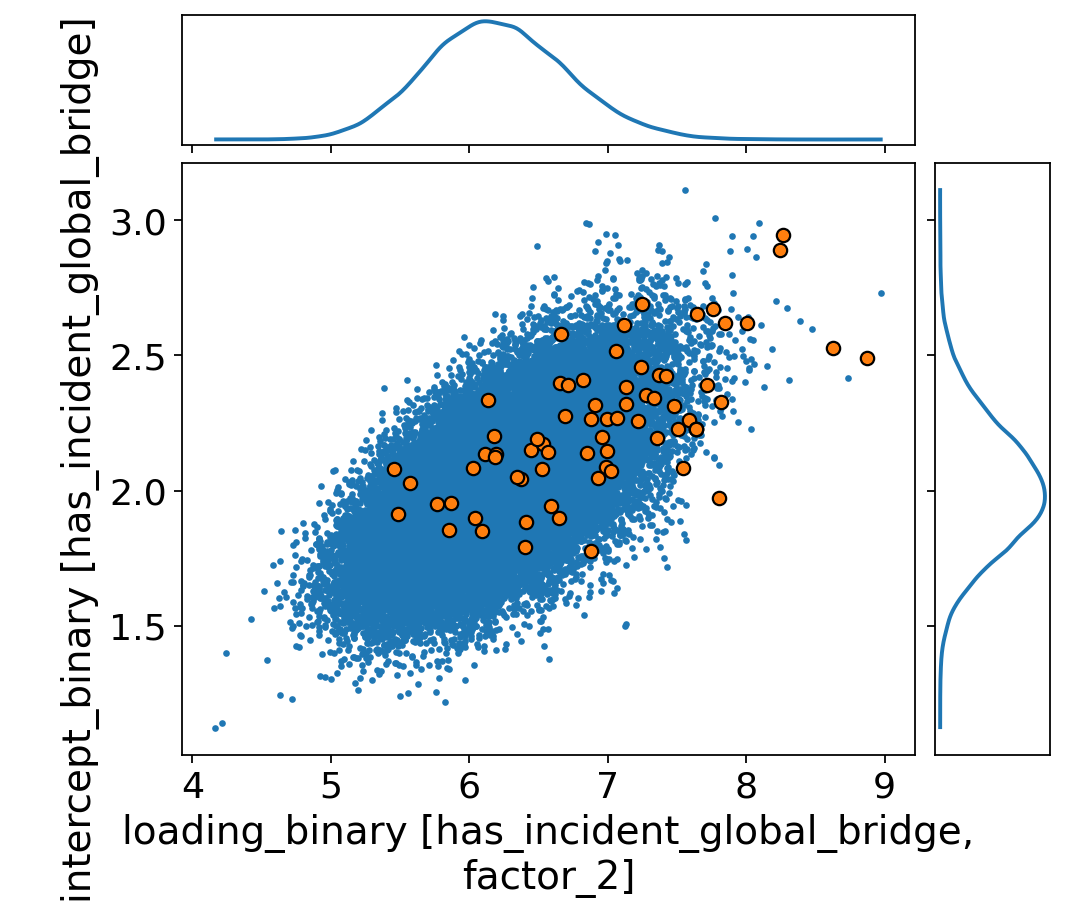 intercept_binary [has_incident_global_bridge]
3.0
2.5
2.0
1.5
4 5 6 7 8 9
loading_binary [has_incident_global_bridge,
factor_2]